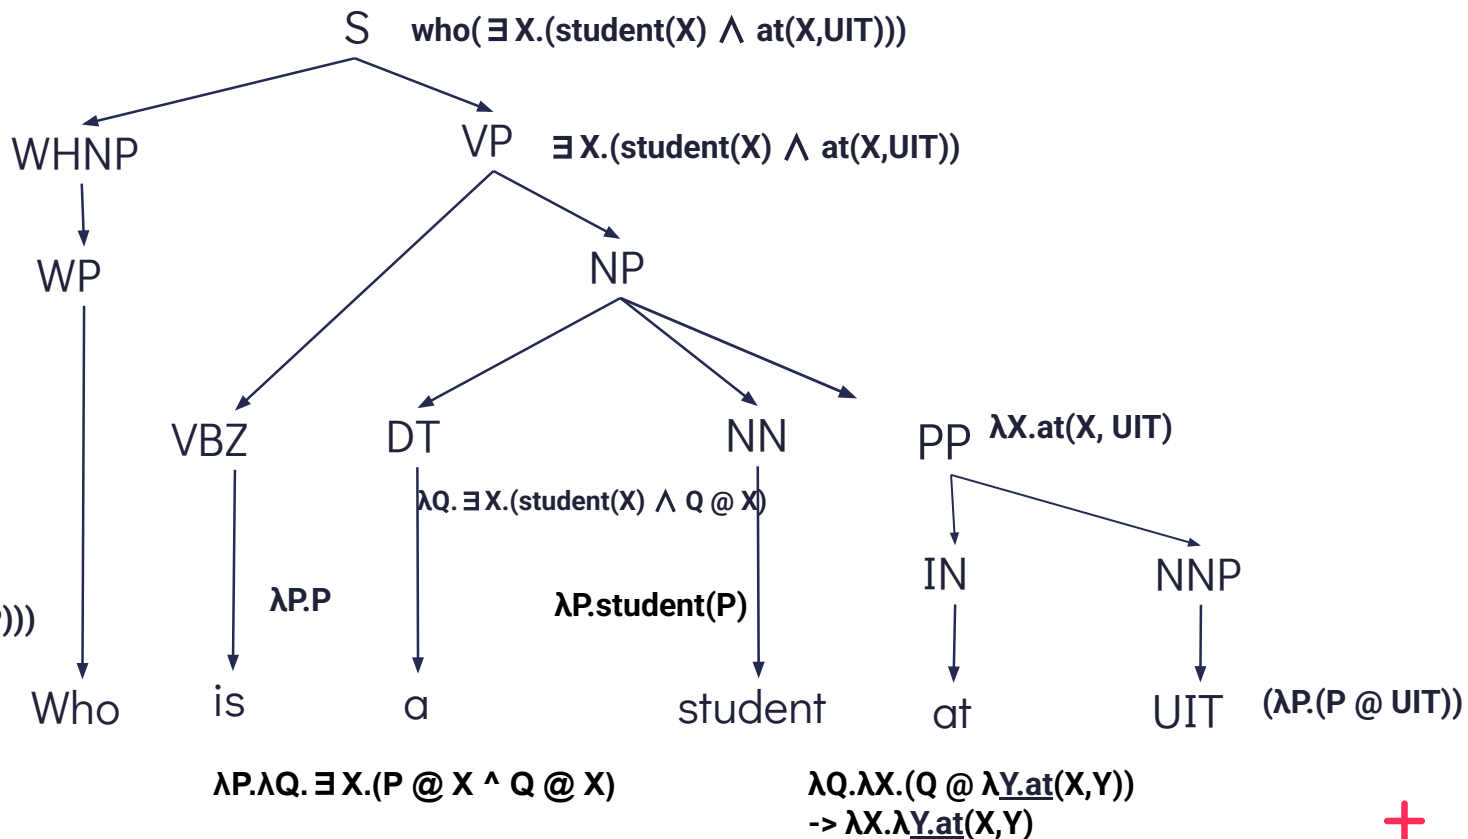 S who( ∃ X.(student(X) ∧ at(X,UIT)))
WHNP VP ∃ X.(student(X) ∧ at(X,UIT))
WP NP
VBZ DT NN PP λX.at(X, UIT)
λQ. ∃ X.(student(X) ∧ Q @ X)
IN NNP
)))
λP.P λP.student(P)
Who is a student at UIT (λP.(P @ UIT))
λP.λQ. ∃ X.(P @ X ^ Q @ X) λQ.λX.(Q @ λY.at(X,Y))
-> λX.λY.at(X,Y)